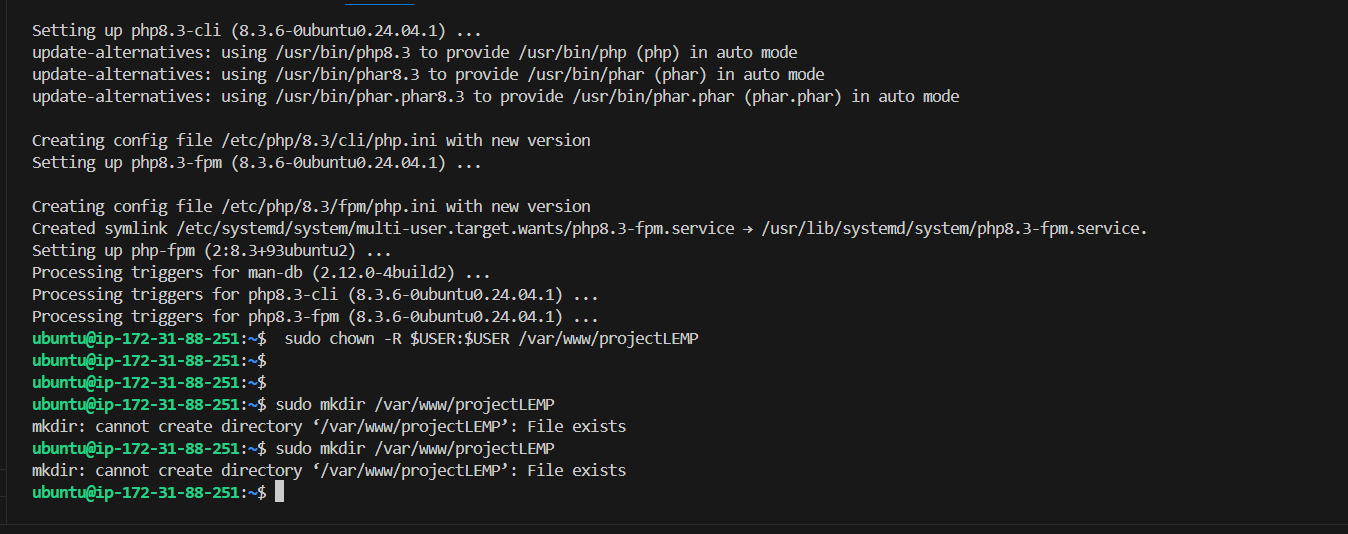 Setting up php8.3-cli (8.3.6-0ubuntu0.24.04.1) ...
update-alternatives: using /usr/bin/php8.3 to provide /usr/bin/php (php) in auto mode
update-alternatives: using /usr/bin/phar8.3 to provide /usr/bin/phar (phar) in auto mode
update-alternatives: using /usr/bin/phar.phar8.3 to provide /usr/bin/phar.phar (phar.phar) in auto mode
Creating config file /etc/php/8.3/cli/php.ini with new version
Setting up php8.3-fpm (8.3.6-0ubuntu0.24.04.1) ...
Creating config file /etc/php/8.3/fpm/php.ini with new version
Created symlink /etc/systemd/system/multi-user.target.wants/php8.3-fpm.service → /usr/lib/systemd/system/php8.3-fpm.service.
Setting up php-fpm (2:8.3+93ubuntu2) ...
Processing triggers for man-db (2.12.0-4build2) ...
Processing triggers for php8.3-cli (8.3.6-0ubuntu0.24.04.1) ...
Processing triggers for php8.3-fpm (8.3.6-0ubuntu0.24.04.1) ...
ubuntu@ip-172-31-88-251:~$  sudo chown -R $USER:$USER /var/www/projectLEMP
ubuntu@ip-172-31-88-251:~$
ubuntu@ip-172-31-88-251:~$
ubuntu@ip-172-31-88-251:~$ sudo mkdir /var/www/projectLEMP
mkdir: cannot create directory ‘/var/www/projectLEMP’: File exists
ubuntu@ip-172-31-88-251:~$ sudo mkdir /var/www/projectLEMP
mkdir: cannot create directory ‘/var/www/projectLEMP’: File exists
ubuntu@ip-172-31-88-251:~$